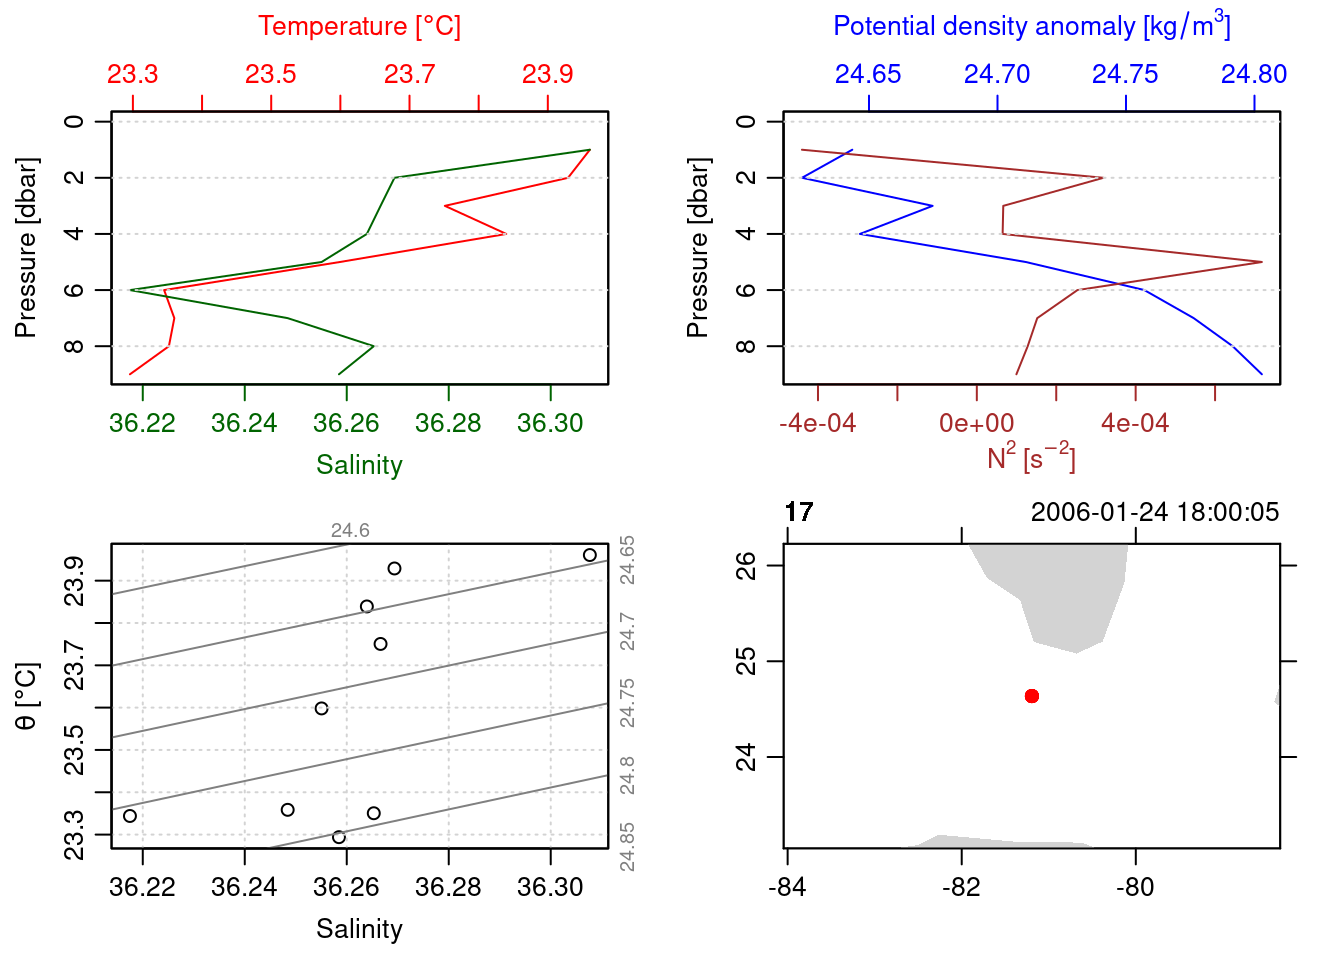 Temperature [°C]
23.3 23.5 23.7 23.9
Pressure [dbar]
0 2 4 6 8
36.22 36.24 36.26 36.28 36.30
Salinity
Potential density anomaly [kg/m³]
24.65 24.70 24.75 24.80
Pressure [dbar]
0 2 4 6 8
-4e-04 0e+00 4e-04
N² [s⁻²]
24.6
24.65
24.7
24.75
24.8
24.85
θ [°C]
23.3 23.5 23.7 23.9
36.22 36.24 36.26 36.28 36.30
Salinity
17 2006-01-24 18:00:05
26
25
24
-84 -82 -80